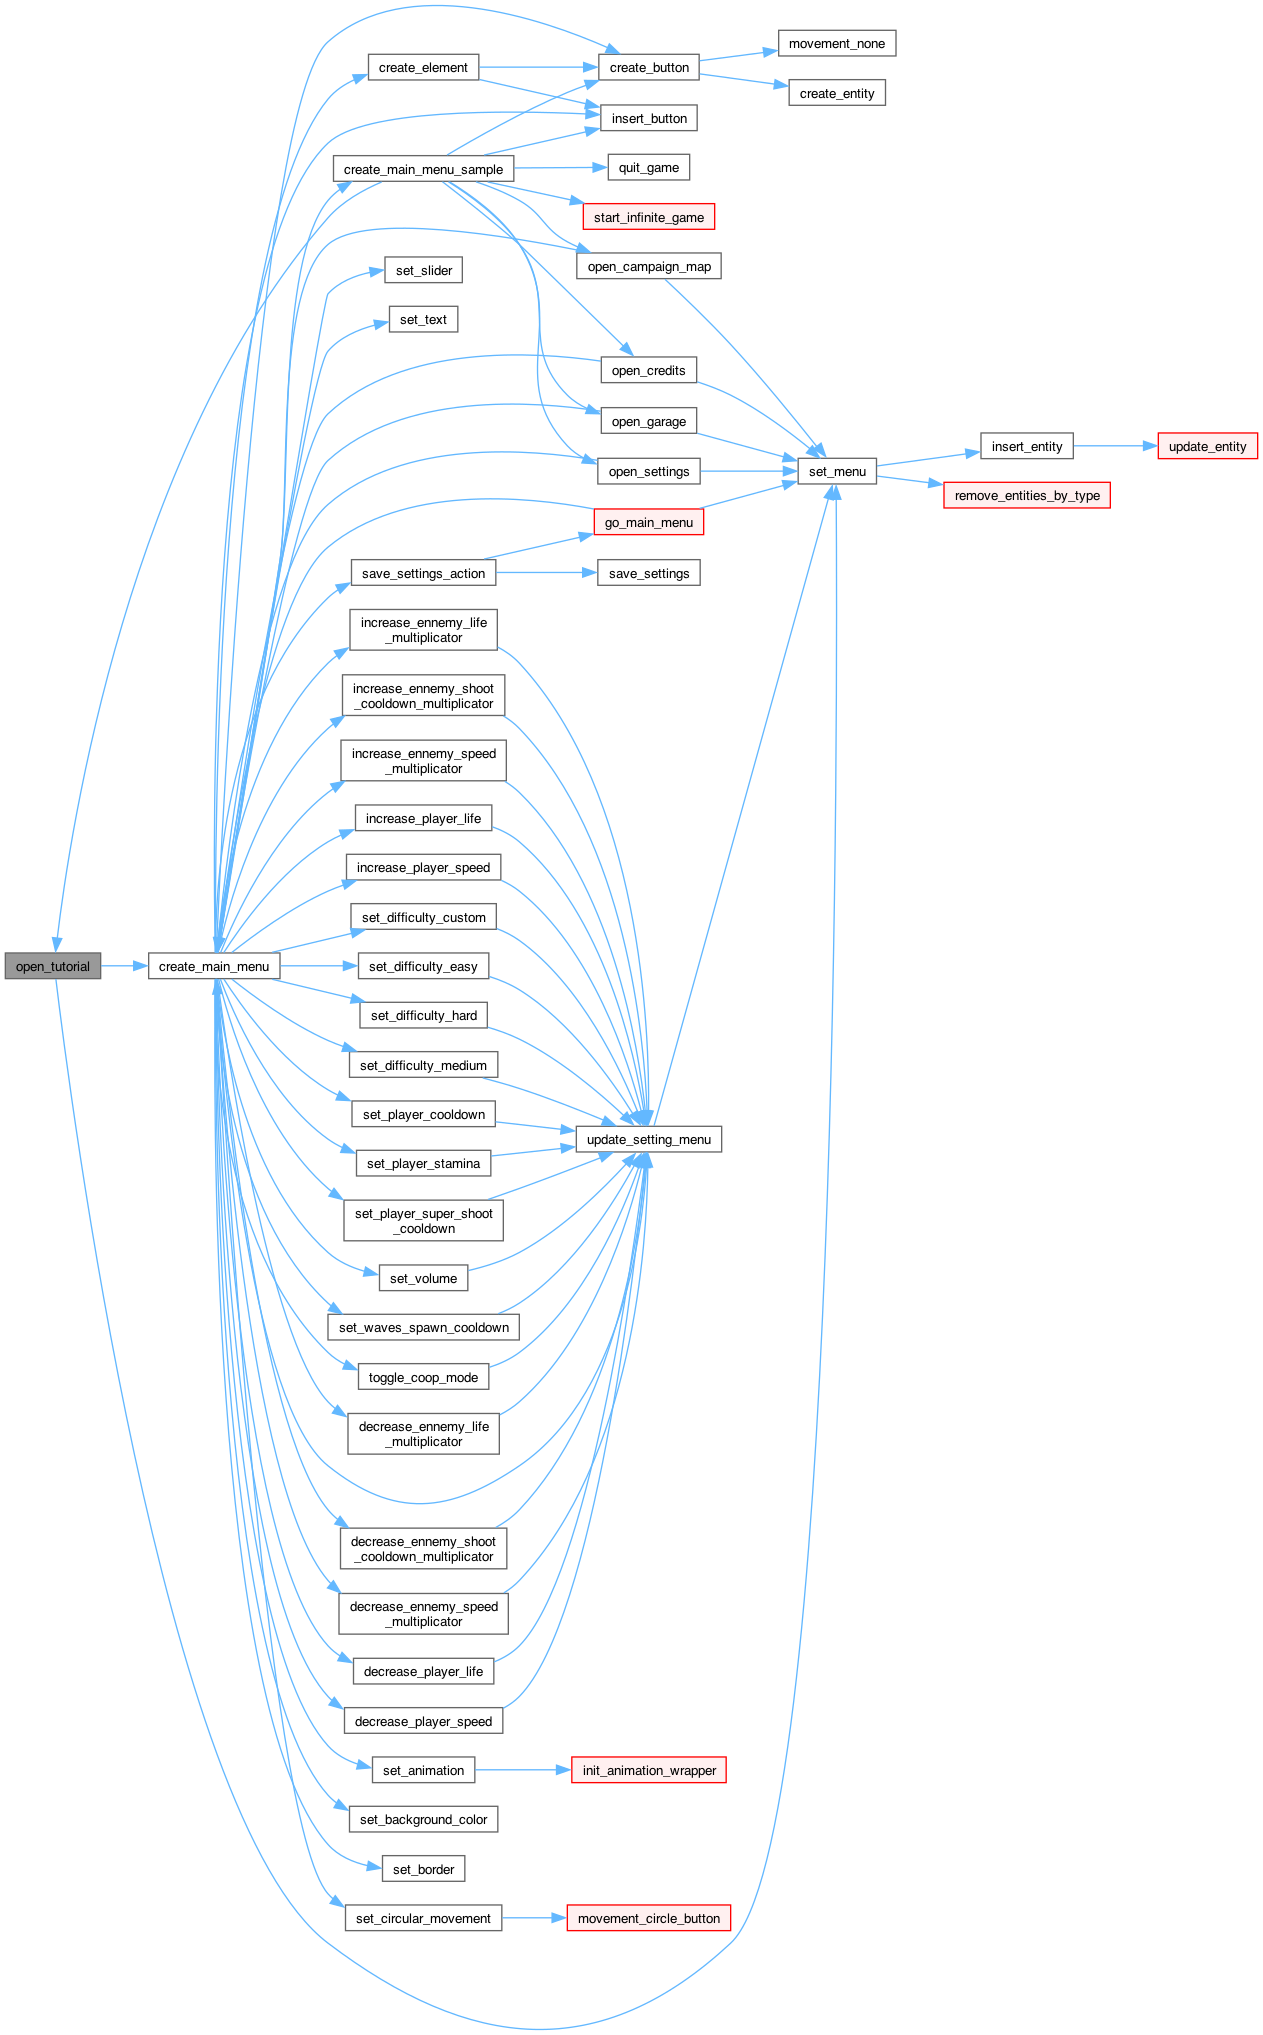 movement_none
create_element
create_button
create_entity
insert_button
create_main_menu_sample
quit_game
start_infinite_game
open_campaign_map
set_slider
set_text
open_credits
open_garage
insert_entity
update_entity
open_settings
set_menu
remove_entities_by_type
go_main_menu
save_settings_action
save_settings
increase_ennemy_life
_multiplicator
increase_ennemy_shoot
_cooldown_multiplicator
increase_ennemy_speed
_multiplicator
increase_player_life
increase_player_speed
set_difficulty_custom
open_tutorial
create_main_menu
set_difficulty_easy
set_difficulty_hard
set_difficulty_medium
set_player_cooldown
update_setting_menu
set_player_stamina
set_player_super_shoot
_cooldown
set_volume
set_waves_spawn_cooldown
toggle_coop_mode
decrease_ennemy_life
_multiplicator
decrease_ennemy_shoot
_cooldown_multiplicator
decrease_ennemy_speed
_multiplicator
decrease_player_life
decrease_player_speed
set_animation
init_animation_wrapper
set_background_color
set_border
set_circular_movement
movement_circle_button